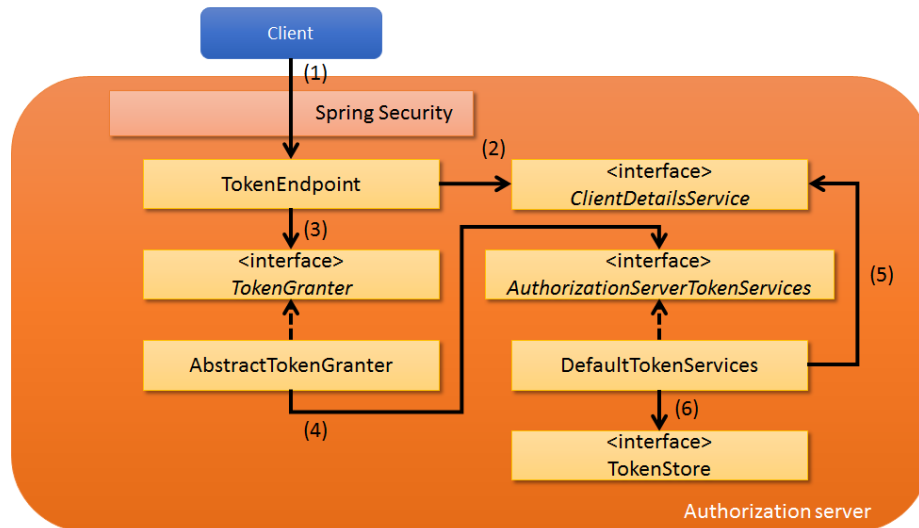 Client
(1)
Spring Security
(2)
TokenEndpoint
<interface>
ClientDetailsService
(3)
<interface>
TokenGranter
<interface>
AuthorizationServerTokenServices
(5)
AbstractTokenGranter
DefaultTokenServices
(4)
(6)
<interface>
TokenStore
Authorization server